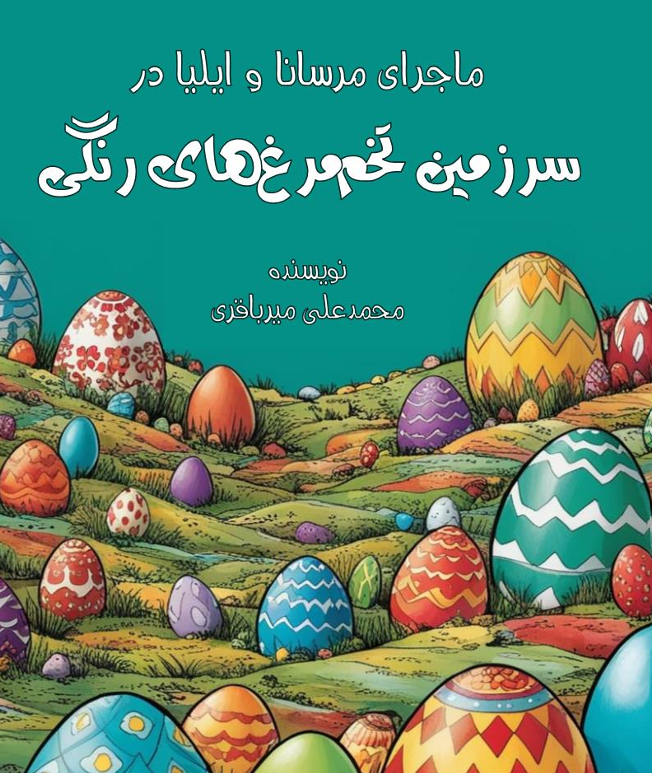 ماجرای مرسانا و ایلیا در
سرزمین تخم‌مرغ‌های رنگی
نویسنده
محمدعلی میرباقری